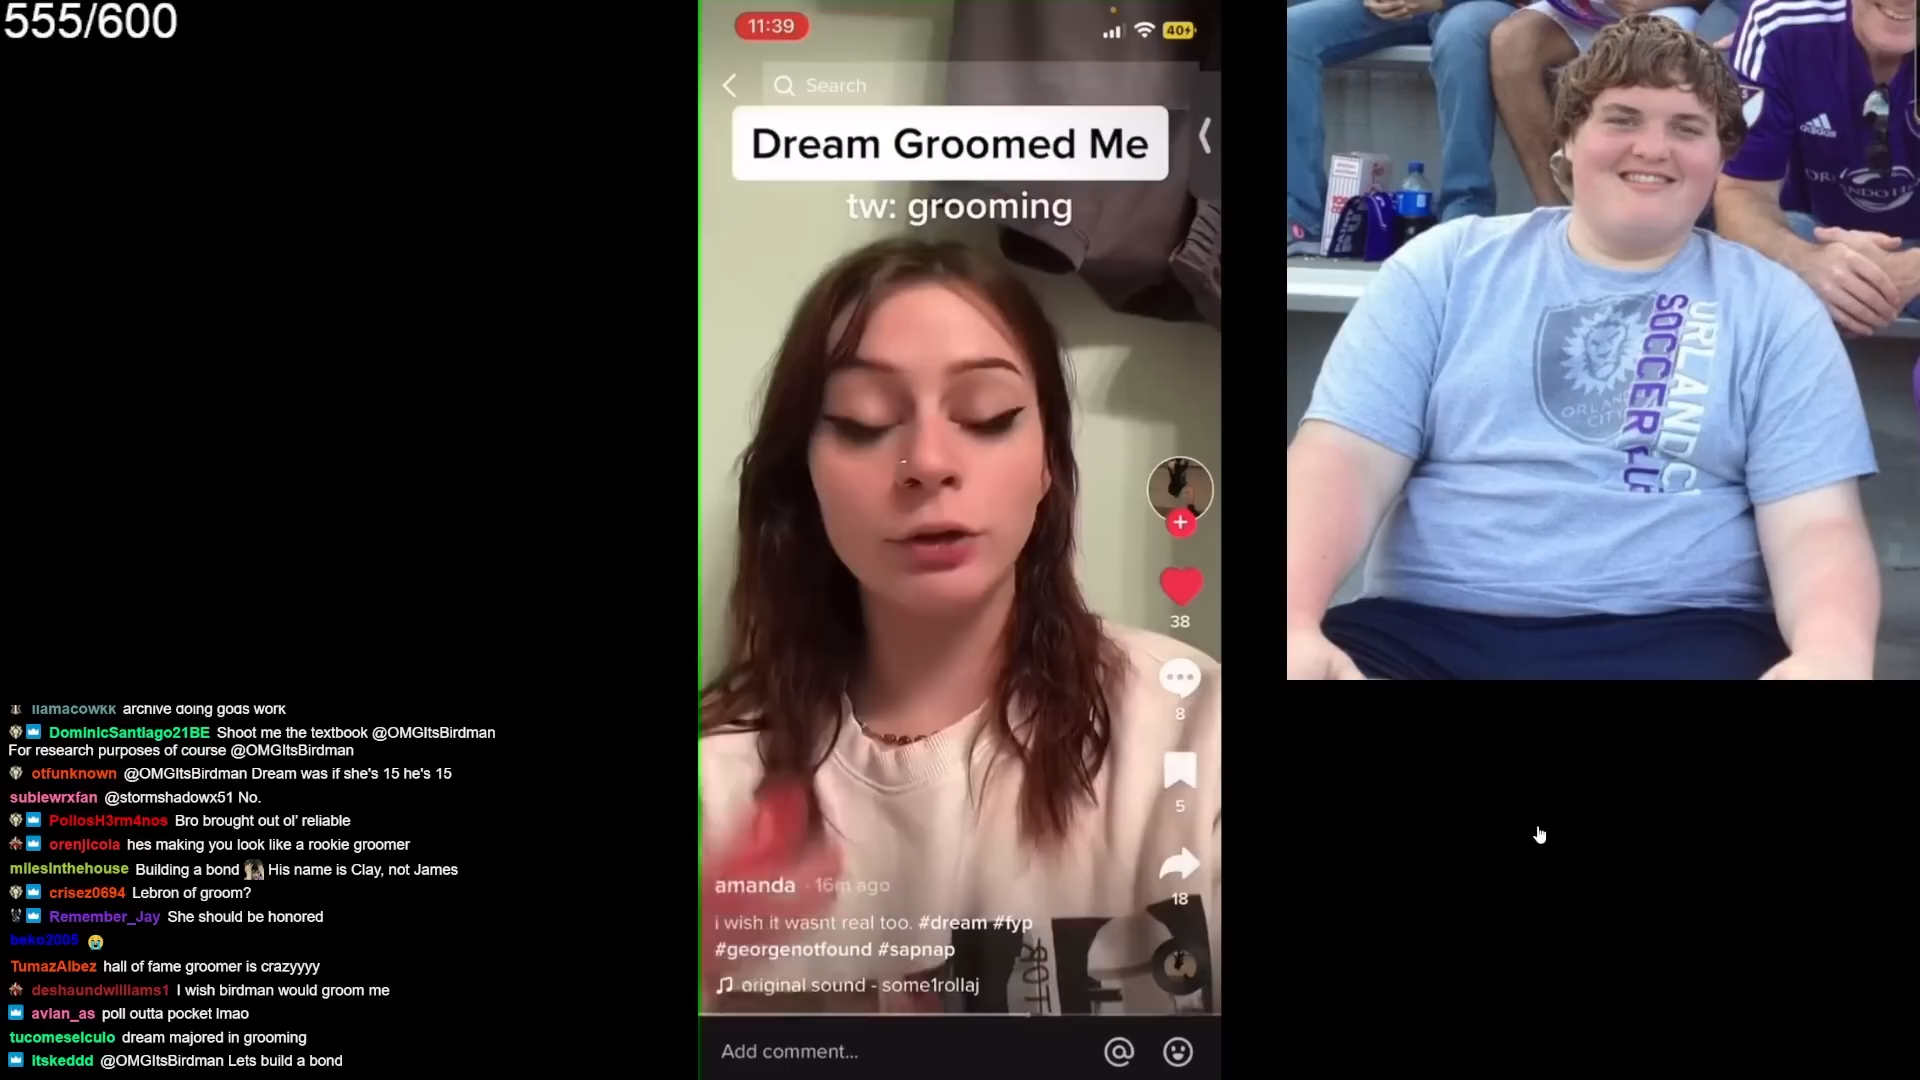 555/600
11:39
40
Search
Dream Groomed Me
tw: grooming
38
8
5
18
amanda · 16m ago
i wish it wasnt real too. #dream #fyp
#georgenotfound #sapnap
original sound - some1rollaj
Add comment...
llamacowkk archive doing gods work
DominicSantiago21BE Shoot me the textbook @OMGItsBirdman
For research purposes of course @OMGItsBirdman
otfunknown @OMGItsBirdman Dream was if she's 15 he's 15
subiewrxfan @stormshadowx51 No.
PollosH3rm4nos Bro brought out ol' reliable
orenjicola hes making you look like a rookie groomer
milesinthehouse Building a bond His name is Clay, not James
crisez0694 Lebron of groom?
Remember_Jay She should be honored
beko2005
TumazAlbez hall of fame groomer is crazyyyy
deshaundwilliams1 I wish birdman would groom me
avian_as poll outta pocket lmao
tucomeselculo dream majored in grooming
itskeddd @OMGItsBirdman Lets build a bond
adidas
ORLANDO
CITY
SOCCER